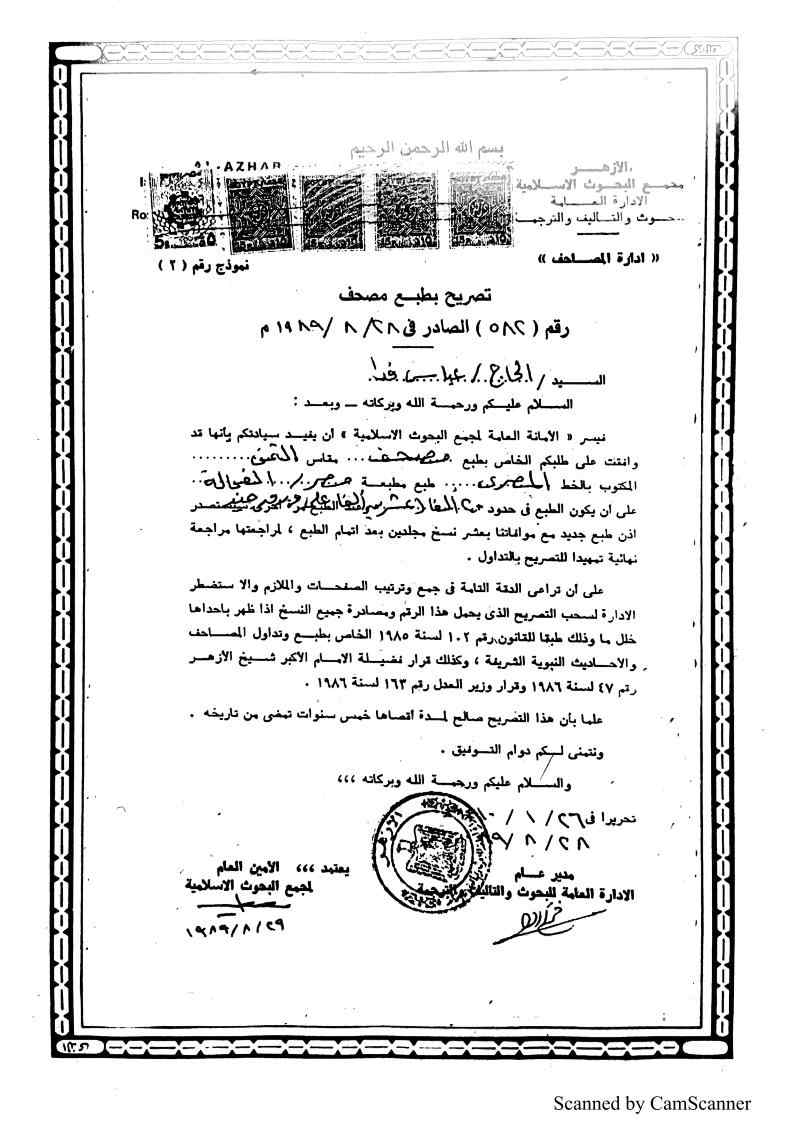 بسم الله الرحمن الرحيم
AL-AZHAR
الأزهر
مجمع البحوث الاسلامية
الادارة العامة
للبحوث والتأليف والترجمة
« ادارة المصاحف »
نموذج رقم ( ٢ )
تصريح بطبع مصحف
رقم ( ٥٨٢ ) الصادر فى ٢٨ / ٨ / ١٩٨٩ م
السيد / الحاج / عباس
السلام عليكم ورحمة الله وبركاته ــ وبعد :
تيسر « الأمانة العامة لمجمع البحوث الاسلامية » أن يفيد سيادتكم بأنها قد
وافقت على طلبكم الخاص بطبع مصحف ... مقاس الثمن .........
المكتوب بالخط المصرى ..... طبع مطبعة مصر / ... الفجالة ..
على أن يكون الطبع فى حدود
اذن طبع جديد مع موافاتنا بعشر نسخ مجلدين بعد اتمام الطبع ، لمراجعتها مراجعة
نهائية تمهيدا للتصريح بالتداول .
على أن تراعى الدقة التامة فى جمع وترتيب الصفحات والملازم والا ستضطر
الادارة لسحب التصريح الذى يحمل هذا الرقم ومصادرة جميع النسخ اذا ظهر باحداها
خلل ما وذلك طبقا للقانون رقم ١٠٢ لسنة ١٩٨٥ الخاص بطبع وتداول المصاحف
والاحاديث النبوية الشريفة ، وكذلك قرار فضيلة الامام الأكبر شيخ الأزهر
رقم ٤٧ لسنة ١٩٨٦ وقرار وزير العدل رقم ١٦٣ لسنة ١٩٨٦ .
علما بأن هذا التصريح صالح لمدة أقصاها خمس سنوات تمضى من تاريخه .
ونتمنى لكم دوام التوفيق .
والسلام عليكم ورحمة الله وبركاته ،،،
تحريرا فى ٢٦ / ١ /
٢٨ / ٨ /
مدير عام
الادارة العامة للبحوث والتأليف والترجمة
يعتمد ،،، الأمين العام
لمجمع البحوث الاسلامية
٢٩ / ٨ / ١٩٨٩
الأزهر
Scanned by CamScanner